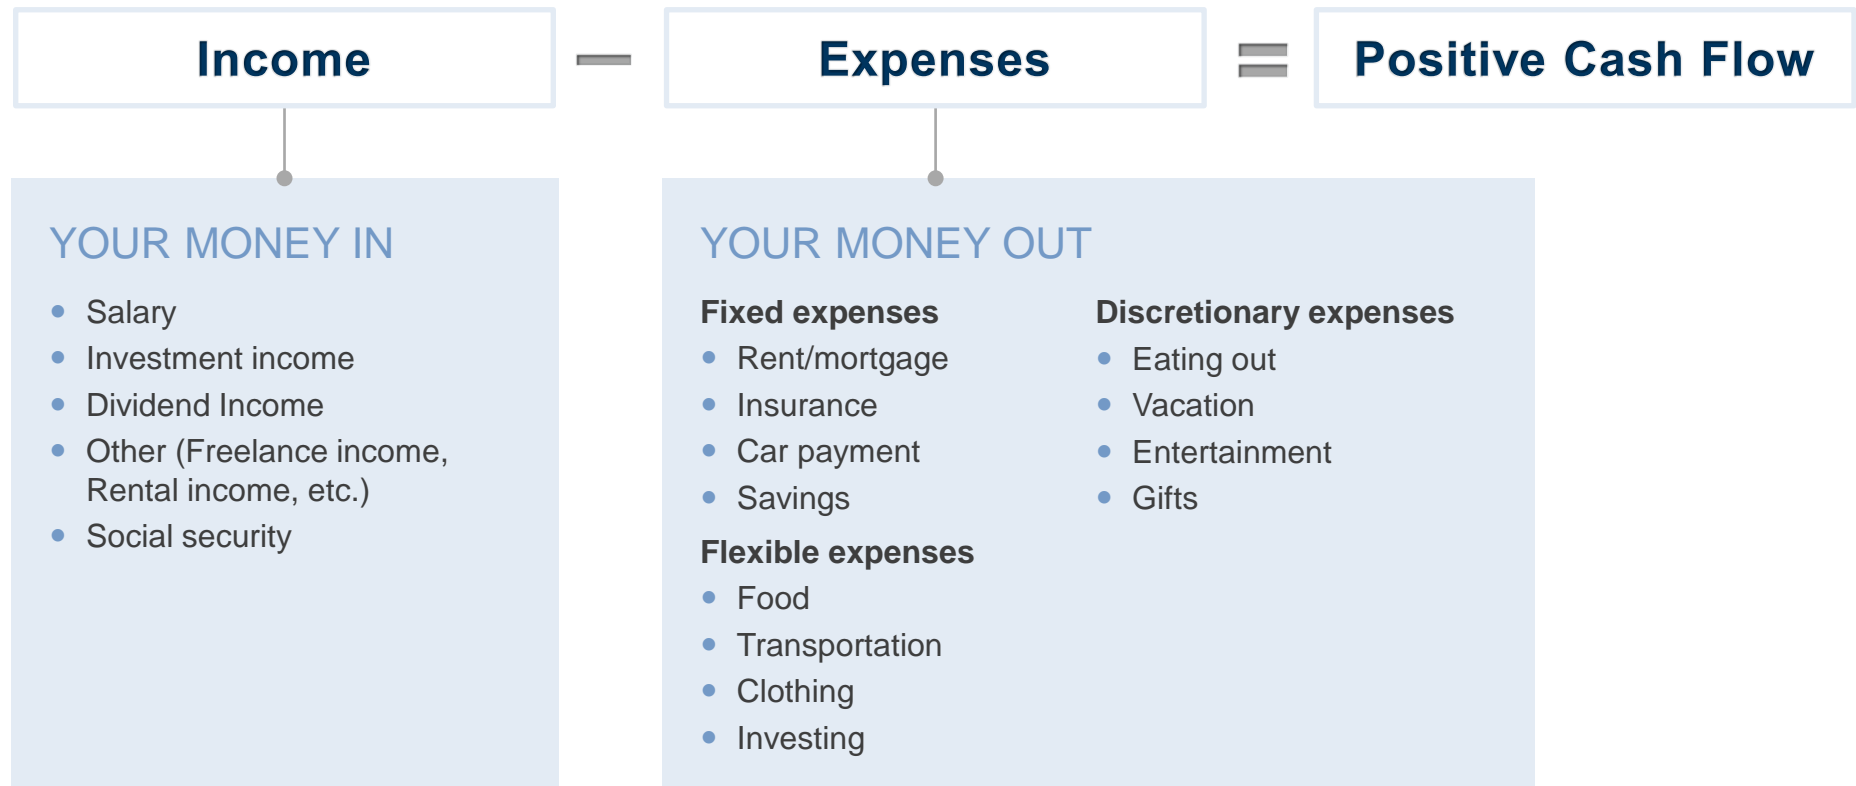 Income — Expenses = Positive Cash Flow
YOUR MONEY IN
• Salary
• Investment income
• Dividend Income
• Other (Freelance income,
Rental income, etc.)
• Social security
YOUR MONEY OUT
Fixed expenses
• Rent/mortgage
• Insurance
• Car payment
• Savings
Flexible expenses
• Food
• Transportation
• Clothing
• Investing
Discretionary expenses
• Eating out
• Vacation
• Entertainment
• Gifts